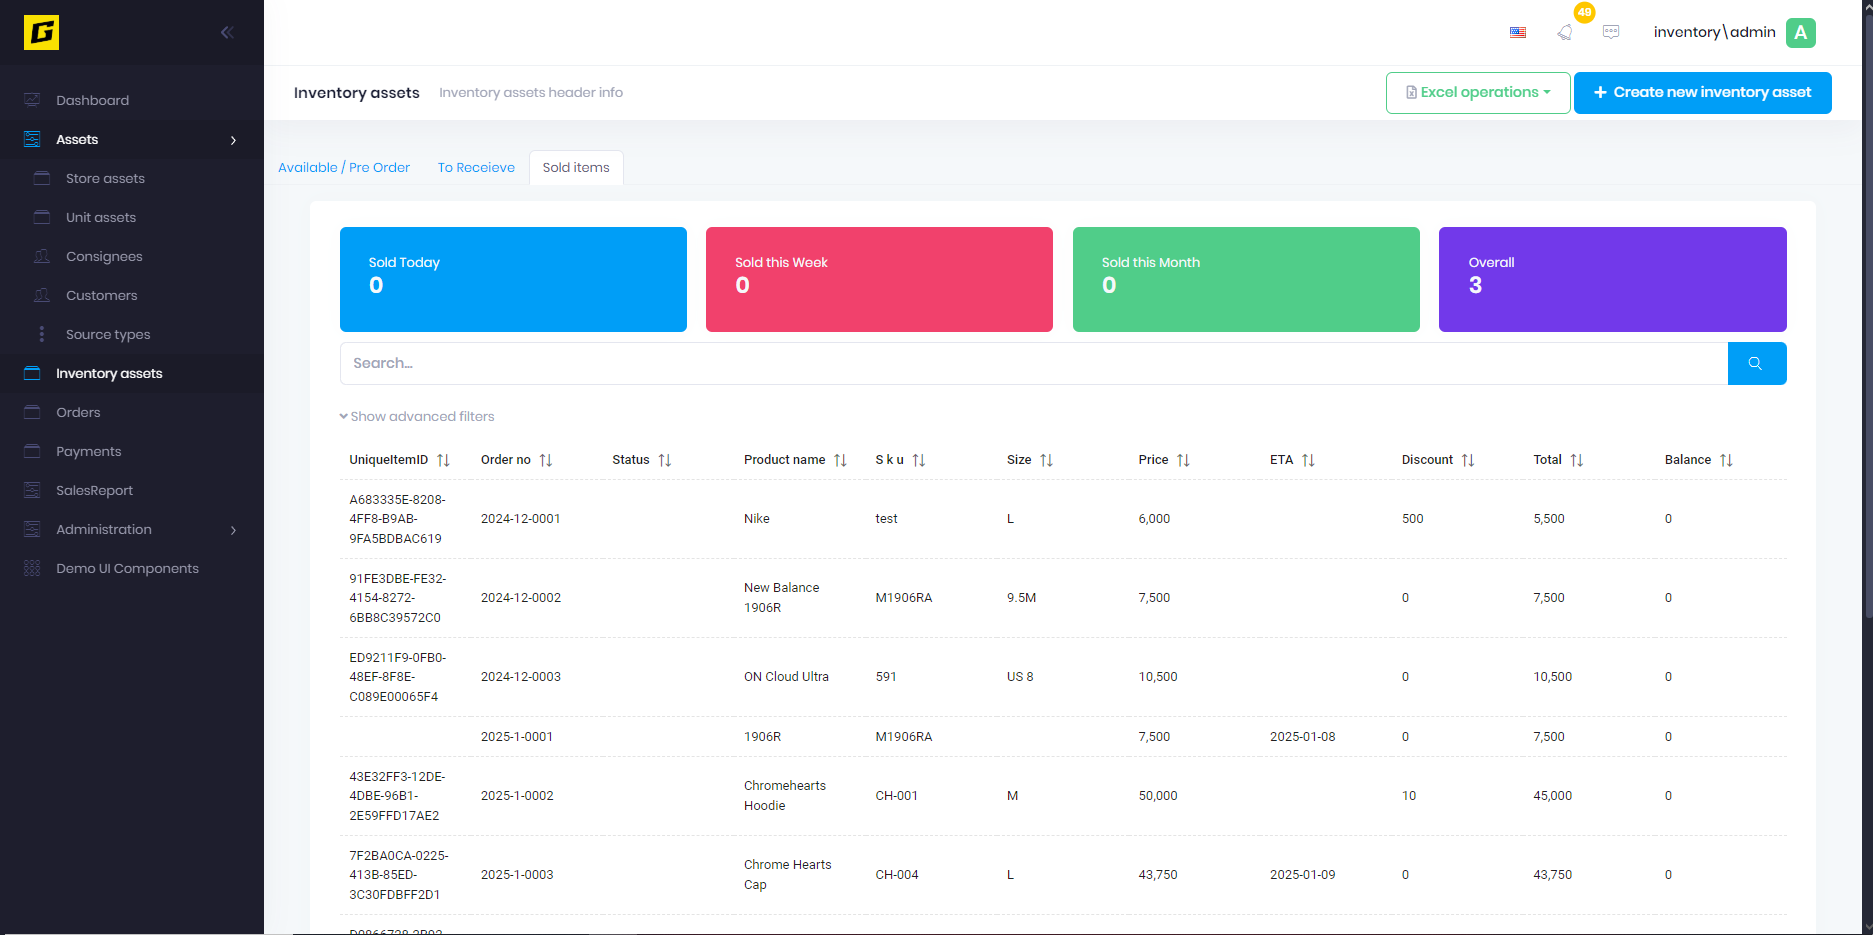 G
49
inventory\admin
A
Dashboard
Assets
Store assets
Unit assets
Consignees
Customers
Source types
Inventory assets
Orders
Payments
SalesReport
Administration
Demo UI Components
Inventory assets Inventory assets header info
Excel operations
+ Create new inventory asset
Available / Pre Order To Receieve Sold items
Sold Today
0
Sold this Week
0
Sold this Month
0
Overall
3
Search...
Show advanced filters
UniqueItemID Order no Status Product name S k u Size Price ETA Discount Total Balance
A683335E-8208-
4FF8-B9AB-
9FA5BDBAC619
2024-12-0001 Nike test L 6,000 500 5,500 0
91FE3DBE-FE32-
4154-8272-
6BB8C39572C0
2024-12-0002
New Balance
1906R
M1906RA 9.5M 7,500 0 7,500 0
ED9211F9-0FB0-
48EF-8F8E-
C089E00065F4
2024-12-0003 ON Cloud Ultra 591 US 8 10,500 0 10,500 0
2025-1-0001 1906R M1906RA 7,500 2025-01-08 0 7,500 0
43E32FF3-12DE-
4DBE-96B1-
2E59FFD17AE2
2025-1-0002
Chromehearts
Hoodie
CH-001 M 50,000 10 45,000 0
7F2BA0CA-0225-
413B-85ED-
3C30FDBFF2D1
2025-1-0003
Chrome Hearts
Cap
CH-004 L 43,750 2025-01-09 0 43,750 0